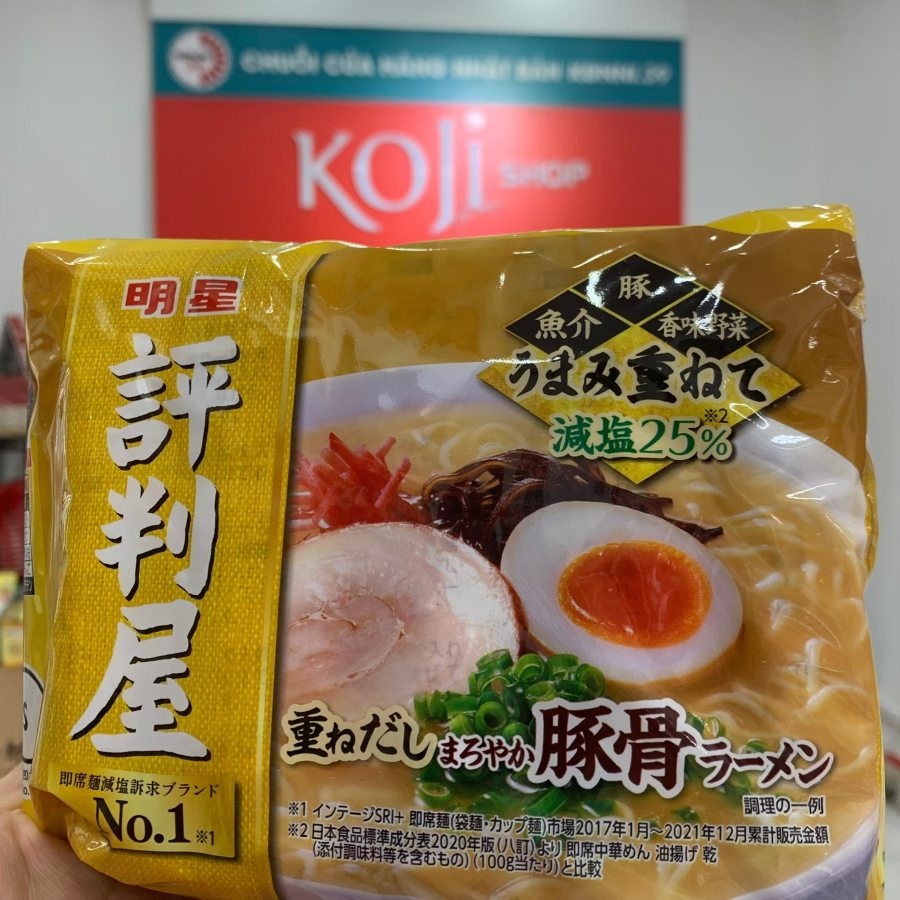 CHUỖI CỬA HÀNG NHẬT BẢN KONNI39
KOJi SHOP
明星
評判屋
即席麺減塩訴求ブランド
No.1※1
豚
魚介 香味野菜
うまみ重ねて
減塩25%※2
重ねだし まろやか 豚骨ラーメン
調理の一例
※1 インテージSRI+ 即席麺(袋麺・カップ麺)市場2017年1月～2021年12月累計販売金額
※2 日本食品標準成分表2020年版(八訂)より 即席中華めん 油揚げ 乾
(添付調味料等を含むもの)(100g当たり)と比較